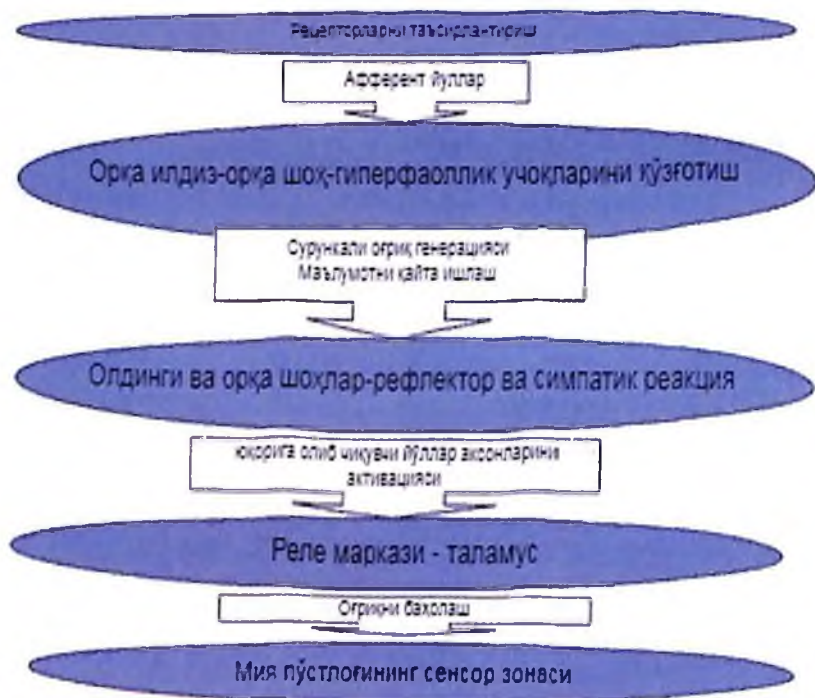 Рецепторларни таъсирлантириш
Афферент йуллар
Орқа илдиз-орқа шоҳ-гиперфаоллик учоқларини қўзғотиш
Сурункали оғриқ генерацияси
Маълумотни қайта ишлаш
Олдинги ва орқа шоҳлар-рефлектор ва симпатик реакция
юқорига олиб чиқувчи йўллар аксонларини
активацияси
Реле маркази - таламус
Оғриқни баҳолаш
Мия пўстлоғининг сенсор зонаси